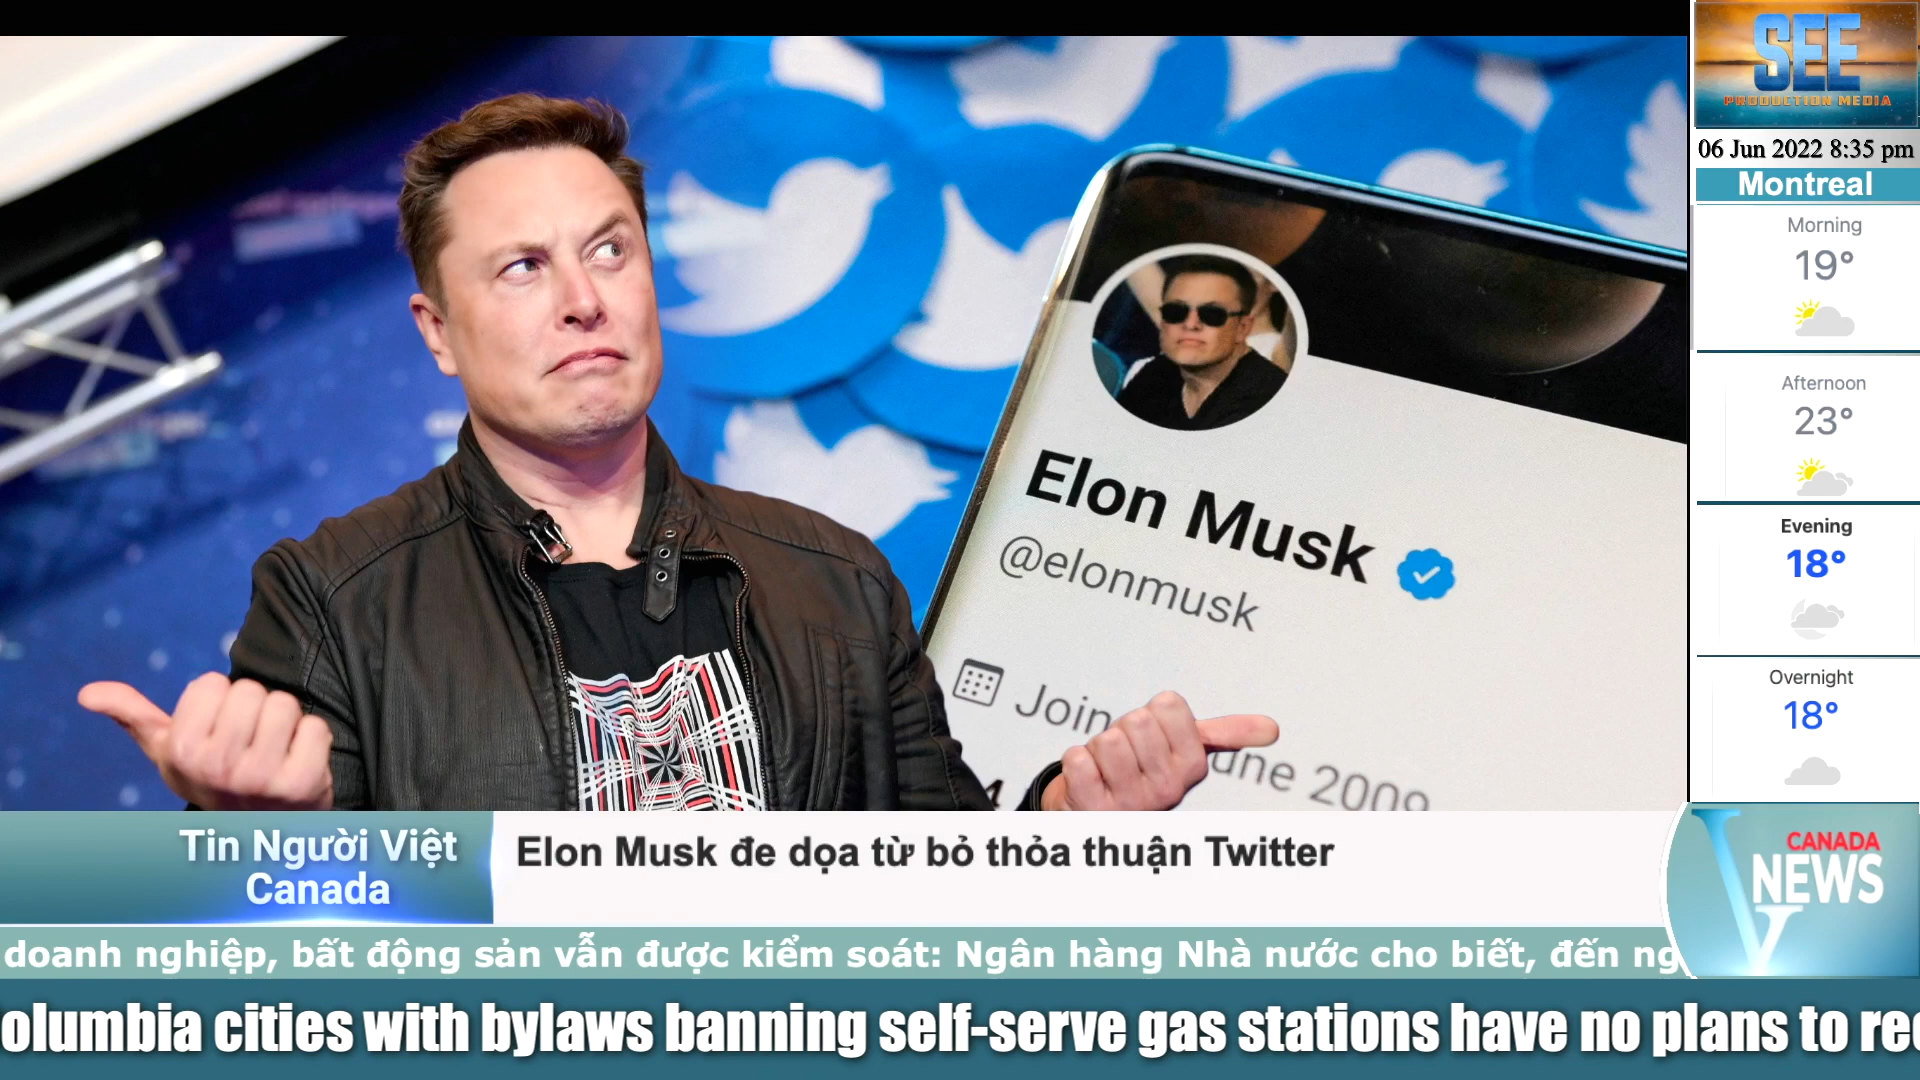 SEE
PRODUCTION MEDIA
06 Jun 2022 8:35 pm
Montreal
Morning
19°
Afternoon
23°
Evening
18°
Overnight
18°
Elon Musk
@elonmusk
Join
June 2009
4
Tin Người Việt
Canada
Elon Musk đe dọa từ bỏ thỏa thuận Twitter
CANADA
NEWS
V
doanh nghiệp, bất động sản vẫn được kiểm soát: Ngân hàng Nhà nước cho biết, đến ng
olumbia cities with bylaws banning self-serve gas stations have no plans to re